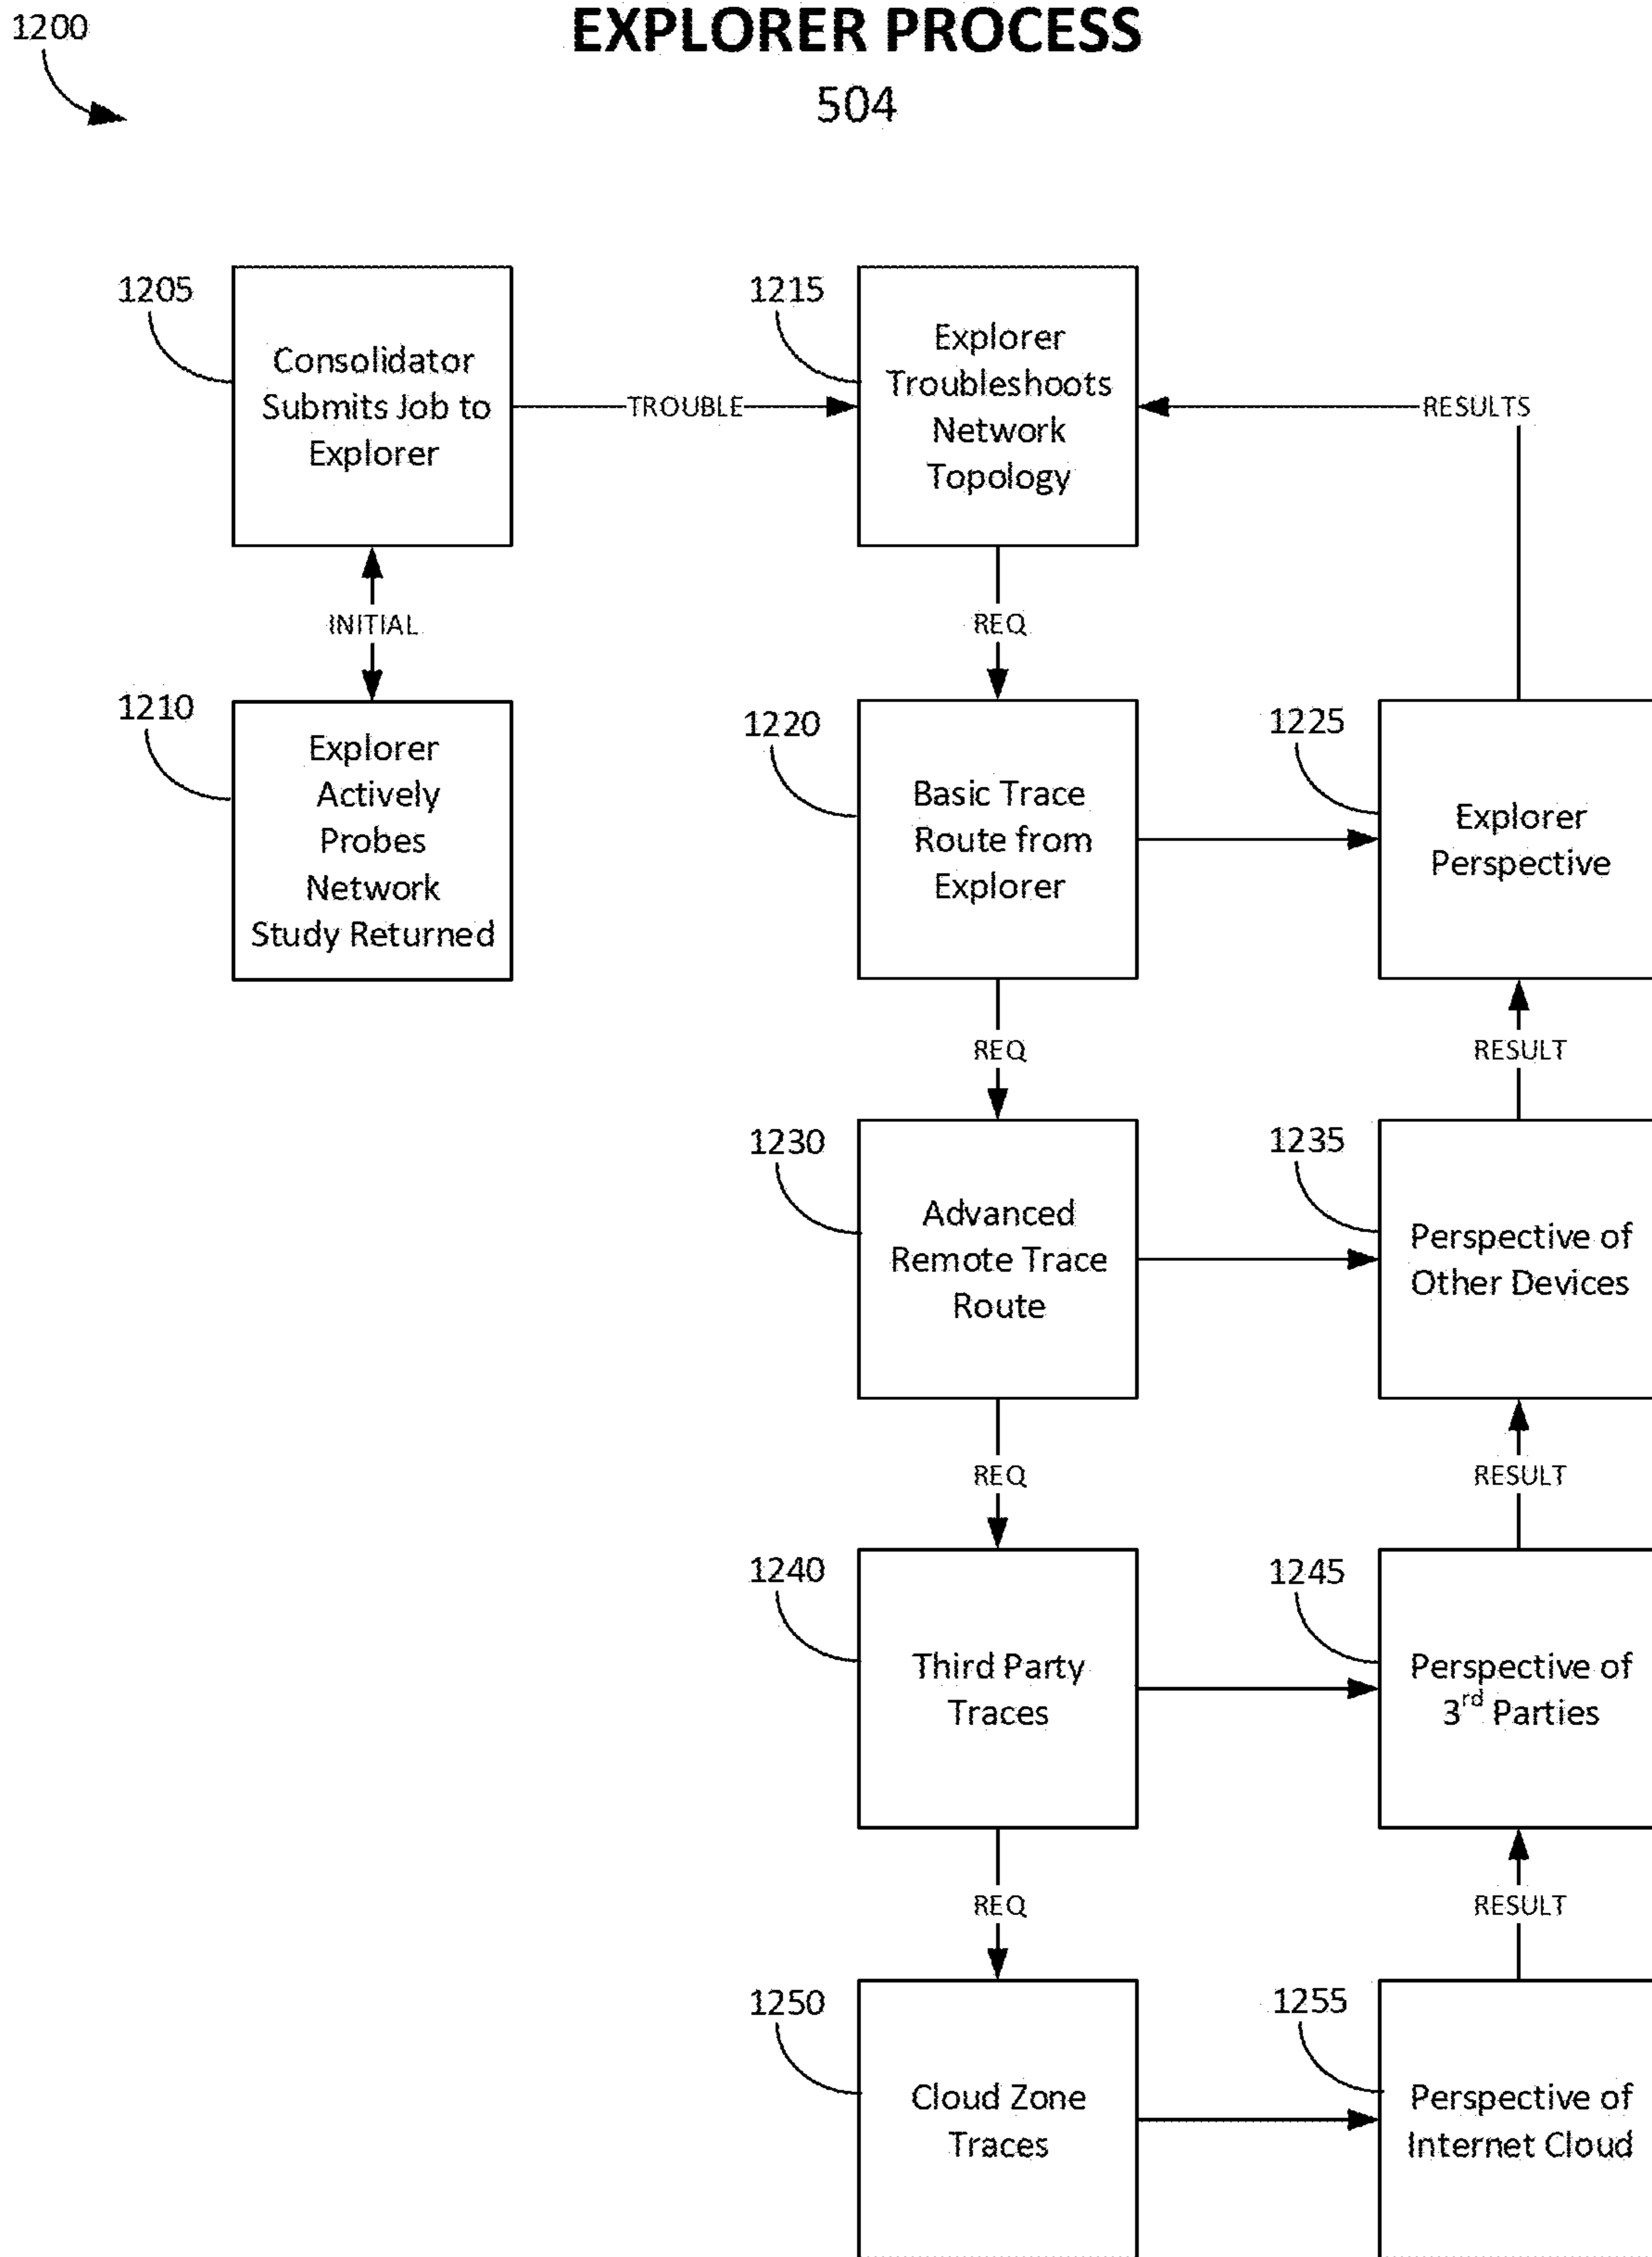 1200
EXPLORER PROCESS
504
1205
Consolidator
Submits Job to
Explorer
TROUBLE
1215
Explorer
Troubleshoots
Network
Topology
RESULTS
INITIAL
REQ
1210
Explorer
Actively
Probes
Network
Study Returned
1220
Basic Trace
Route from
Explorer
1225
Explorer
Perspective
REQ
RESULT
1230
Advanced
Remote Trace
Route
1235
Perspective of
Other Devices
REQ
RESULT
1240
Third Party
Traces
1245
Perspective of
3rd Parties
REQ
RESULT
1250
Cloud Zone
Traces
1255
Perspective of
Internet Cloud